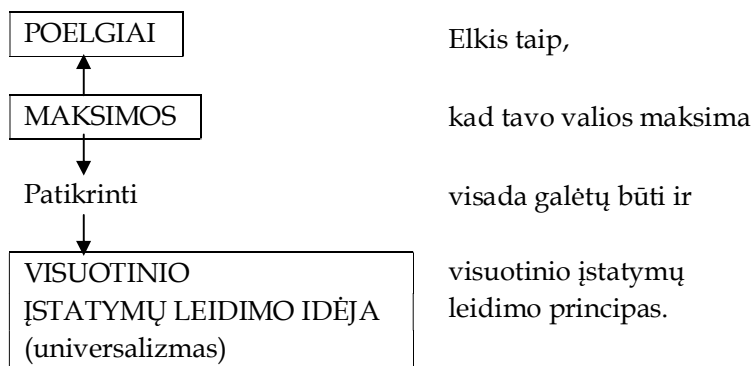 POELGIAI
Elkis taip,
MAKSIMOS
kad tavo valios maksima
Patikrinti
visada galėtų būti ir
VISUOTINIO
ĮSTATYMŲ LEIDIMO IDĖJA
(universalizmas)
visuotinio įstatymų
leidimo principas.